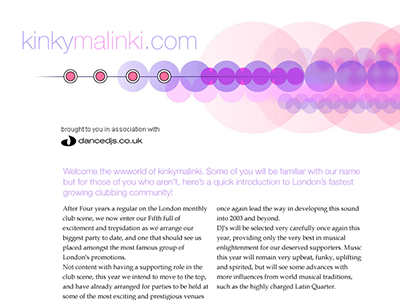 kinkymalinki.com
brought to you in association with
dancedjs.co.uk
Welcome the wwworld of kinkymalinki. Some of you will be familiar with our name
but for those of you who aren't, here's a quick introduction to London's fastest
growing clubbing community!
After Four years a regular on the London monthly
club scene, we now enter our Fifth full of
excitement and trepidation as we arrange our
biggest party to date, and one that should see us
placed amongst the most famous group of
London's promotions.
Not content with having a supporting role in the
club scene, this year we intend to move to the top,
and have already arranged for parties to be held at
some of the most exciting and prestigious venues
once again lead the way in developing this sound
into 2003 and beyond.
DJ's will be selected very carefully once again this
year, providing only the very best in musical
enlightenment for our deserved supporters. Music
this year will remain very upbeat, funky, uplifting
and spirited, but will see some advances with
more influences from world musical traditions,
such as the highly charged Latin Quarter.